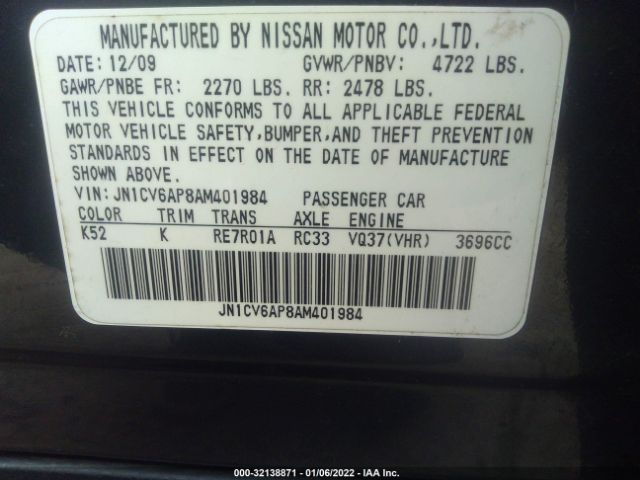 MANUFACTURED BY NISSAN MOTOR CO.,LTD.
DATE: 12/09 GVWR/PNBV: 4722 LBS.
GAWR/PNBE FR: 2270 LBS. RR: 2478 LBS.
THIS VEHICLE CONFORMS TO ALL APPLICABLE FEDERAL
MOTOR VEHICLE SAFETY,BUMPER,AND THEFT PREVENTION
STANDARDS IN EFFECT ON THE DATE OF MANUFACTURE
SHOWN ABOVE.
VIN:JN1CV6AP8AM401984 PASSENGER CAR
COLOR TRIM TRANS AXLE ENGINE
K52 K RE7R01A RC33 VQ37(VHR) 3696CC
JN1CV6AP8AM401984
000-32138871 - 01/06/2022 - IAA Inc.